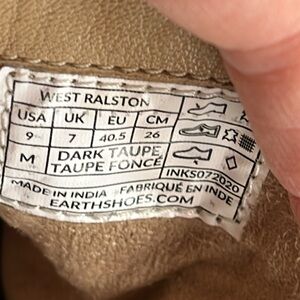 WEST RALSTON
USA UK EU CM
9 7 40.5 26
M DARK TAUPE
TAUPE FONCÉ
INKS072020
MADE IN INDIA - FABRIQUÉ EN INDE
EARTHSHOES.COM